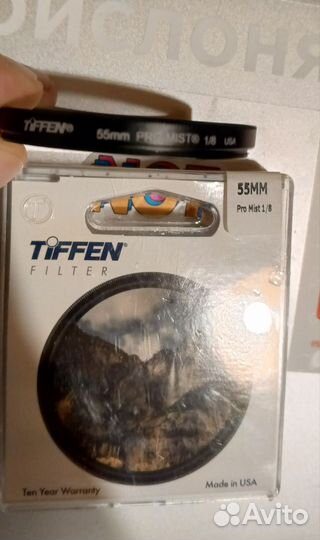 ОИСЛОНЯ
TiFFEN®
55mm PRO MIST® 1/8 USA
55MM
Pro Mist 1/8
TiFFEN®
FILTER
Ten Year Warranty
Made in USA
Avito